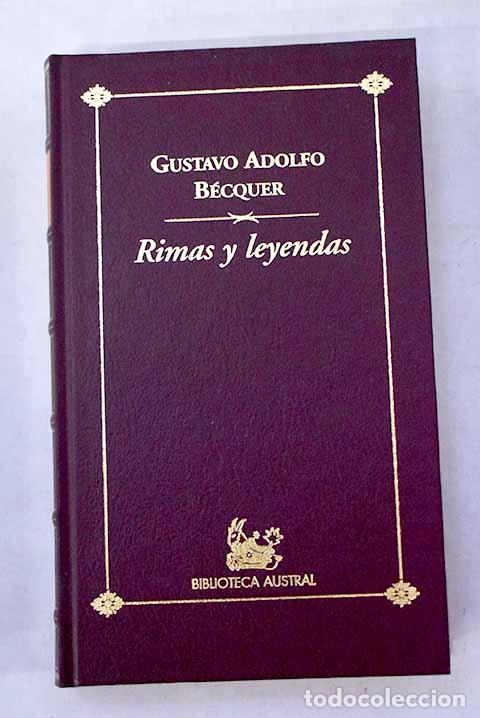 GUSTAVO ADOLFO
BÉCQUER
Rimas y leyendas
BIBLIOTECA AUSTRAL
todocoleccion